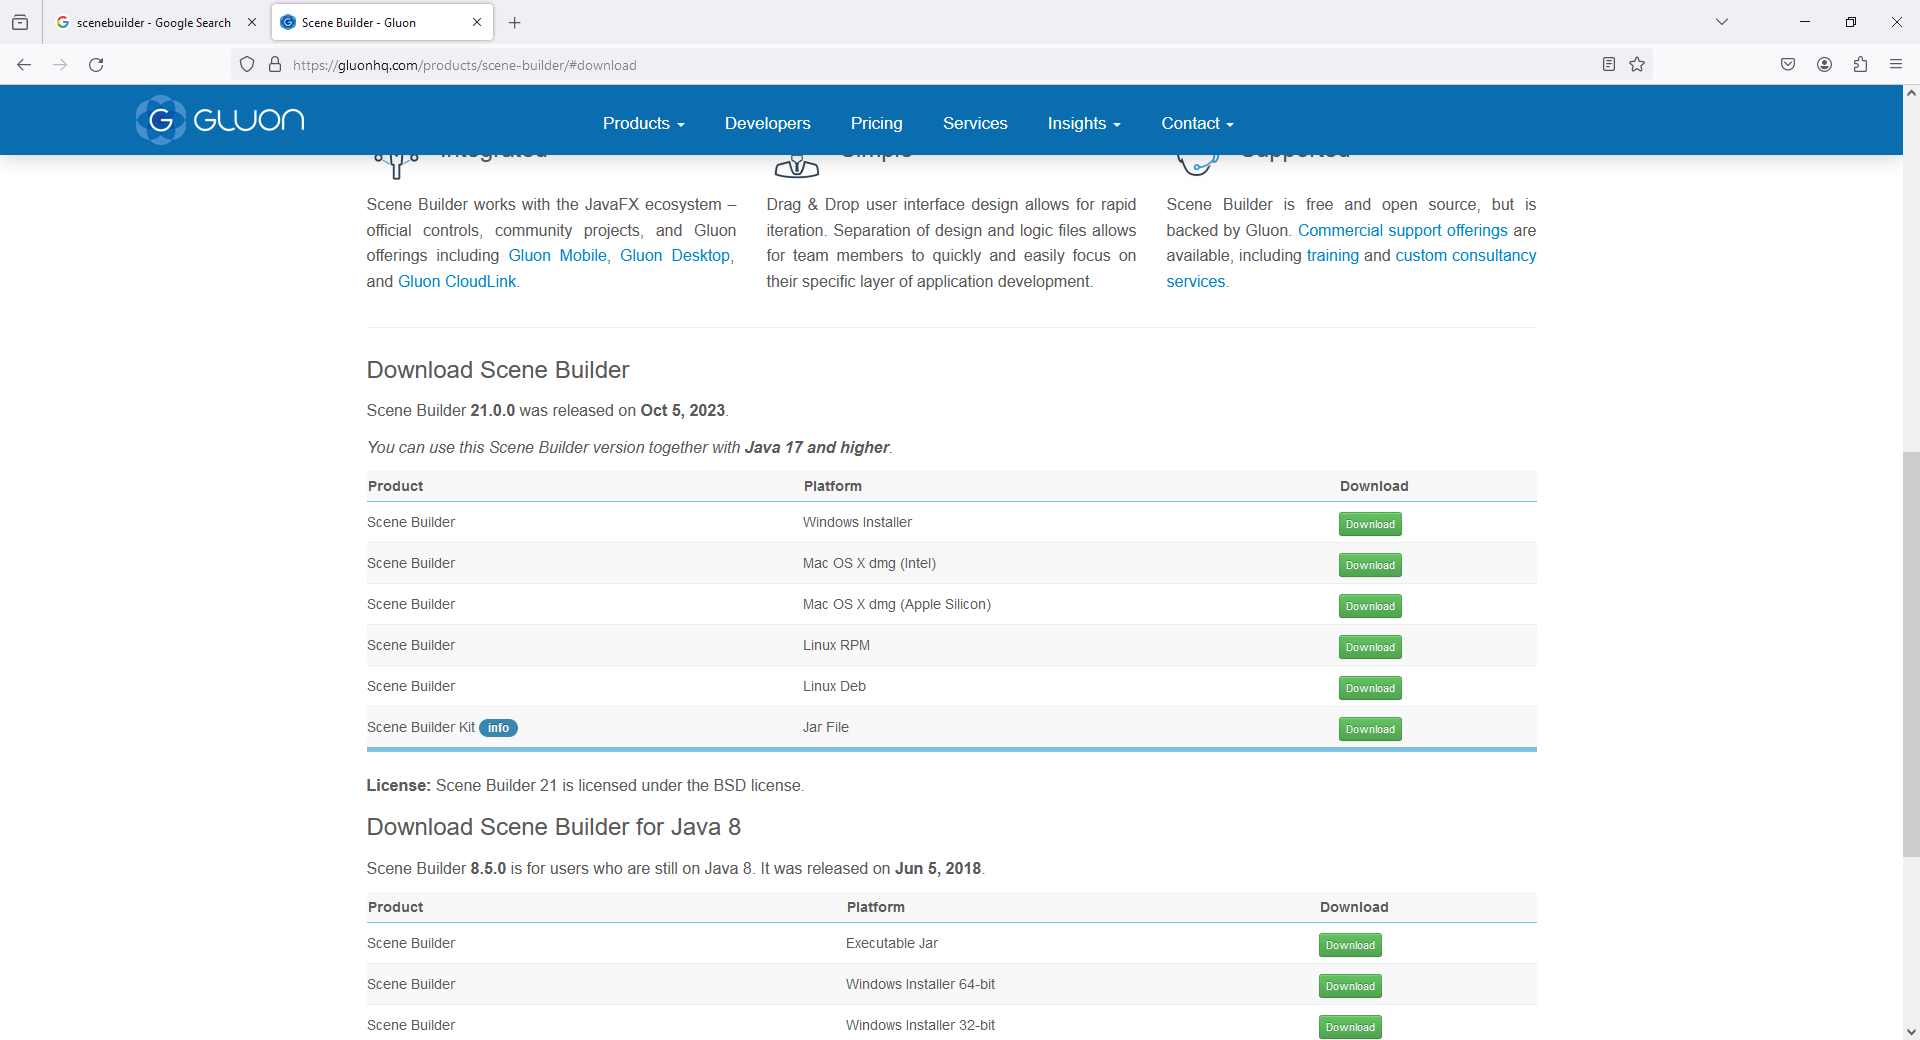 scenebuilder - Google Search
Scene Builder - Gluon
https://gluonhq.com/products/scene-builder/#download
GLUON
Products
Developers
Pricing
Services
Insights
Contact
Integrated
Simple
Supported
Scene Builder works with the JavaFX ecosystem –
official controls, community projects, and Gluon
offerings including Gluon Mobile, Gluon Desktop,
and Gluon CloudLink.
Drag & Drop user interface design allows for rapid
iteration. Separation of design and logic files allows
for team members to quickly and easily focus on
their specific layer of application development.
Scene Builder is free and open source, but is
backed by Gluon. Commercial support offerings are
available, including training and custom consultancy
services.
Download Scene Builder
Scene Builder 21.0.0 was released on Oct 5, 2023.
You can use this Scene Builder version together with Java 17 and higher.
Product Platform Download
Scene Builder Windows Installer Download
Scene Builder Mac OS X dmg (Intel) Download
Scene Builder Mac OS X dmg (Apple Silicon) Download
Scene Builder Linux RPM Download
Scene Builder Linux Deb Download
Scene Builder Kit info Jar File Download
License: Scene Builder 21 is licensed under the BSD license.
Download Scene Builder for Java 8
Scene Builder 8.5.0 is for users who are still on Java 8. It was released on Jun 5, 2018.
Product Platform Download
Scene Builder Executable Jar Download
Scene Builder Windows Installer 64-bit Download
Scene Builder Windows Installer 32-bit Download